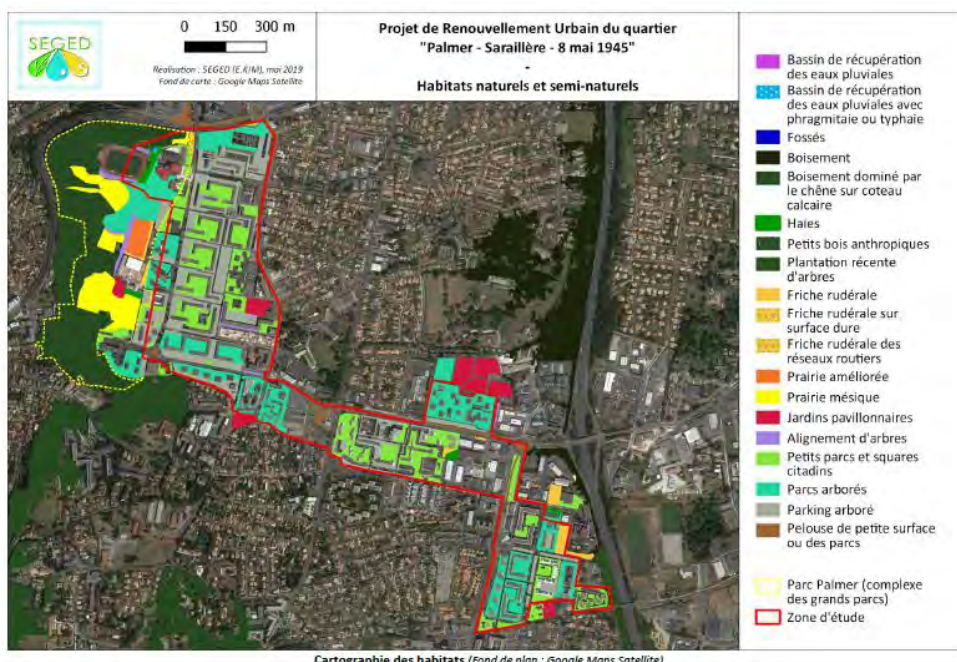 SEGED
0 150 300 m
Réalisation : SEGED (E.R/M), mai 2019
Fond de carte : Google Maps Satellite
Projet de Renouvellement Urbain du quartier
"Palmer - Saraillère - 8 mai 1945"
-
Habitats naturels et semi-naturels
Bassin de récupération
des eaux pluviales
Bassin de récupération
des eaux pluviales avec
phragmitaie ou typhaie
Fossés
Boisement
Boisement dominé par
le chêne sur coteau
calcaire
Haies
Petits bois anthropiques
Plantation récente
d'arbres
Friche rudérale
Friche rudérale sur
surface dure
Friche rudérale des
réseaux routiers
Prairie améliorée
Prairie mésique
Jardins pavillonnaires
Alignement d'arbres
Petits parcs et squares
citadins
Parcs arborés
Parking arboré
Pelouse de petite surface
ou des parcs
Parc Palmer (complexe
des grands parcs)
Zone d'étude
Cartographie des habitats (Fond de plan : Google Maps Satellite)